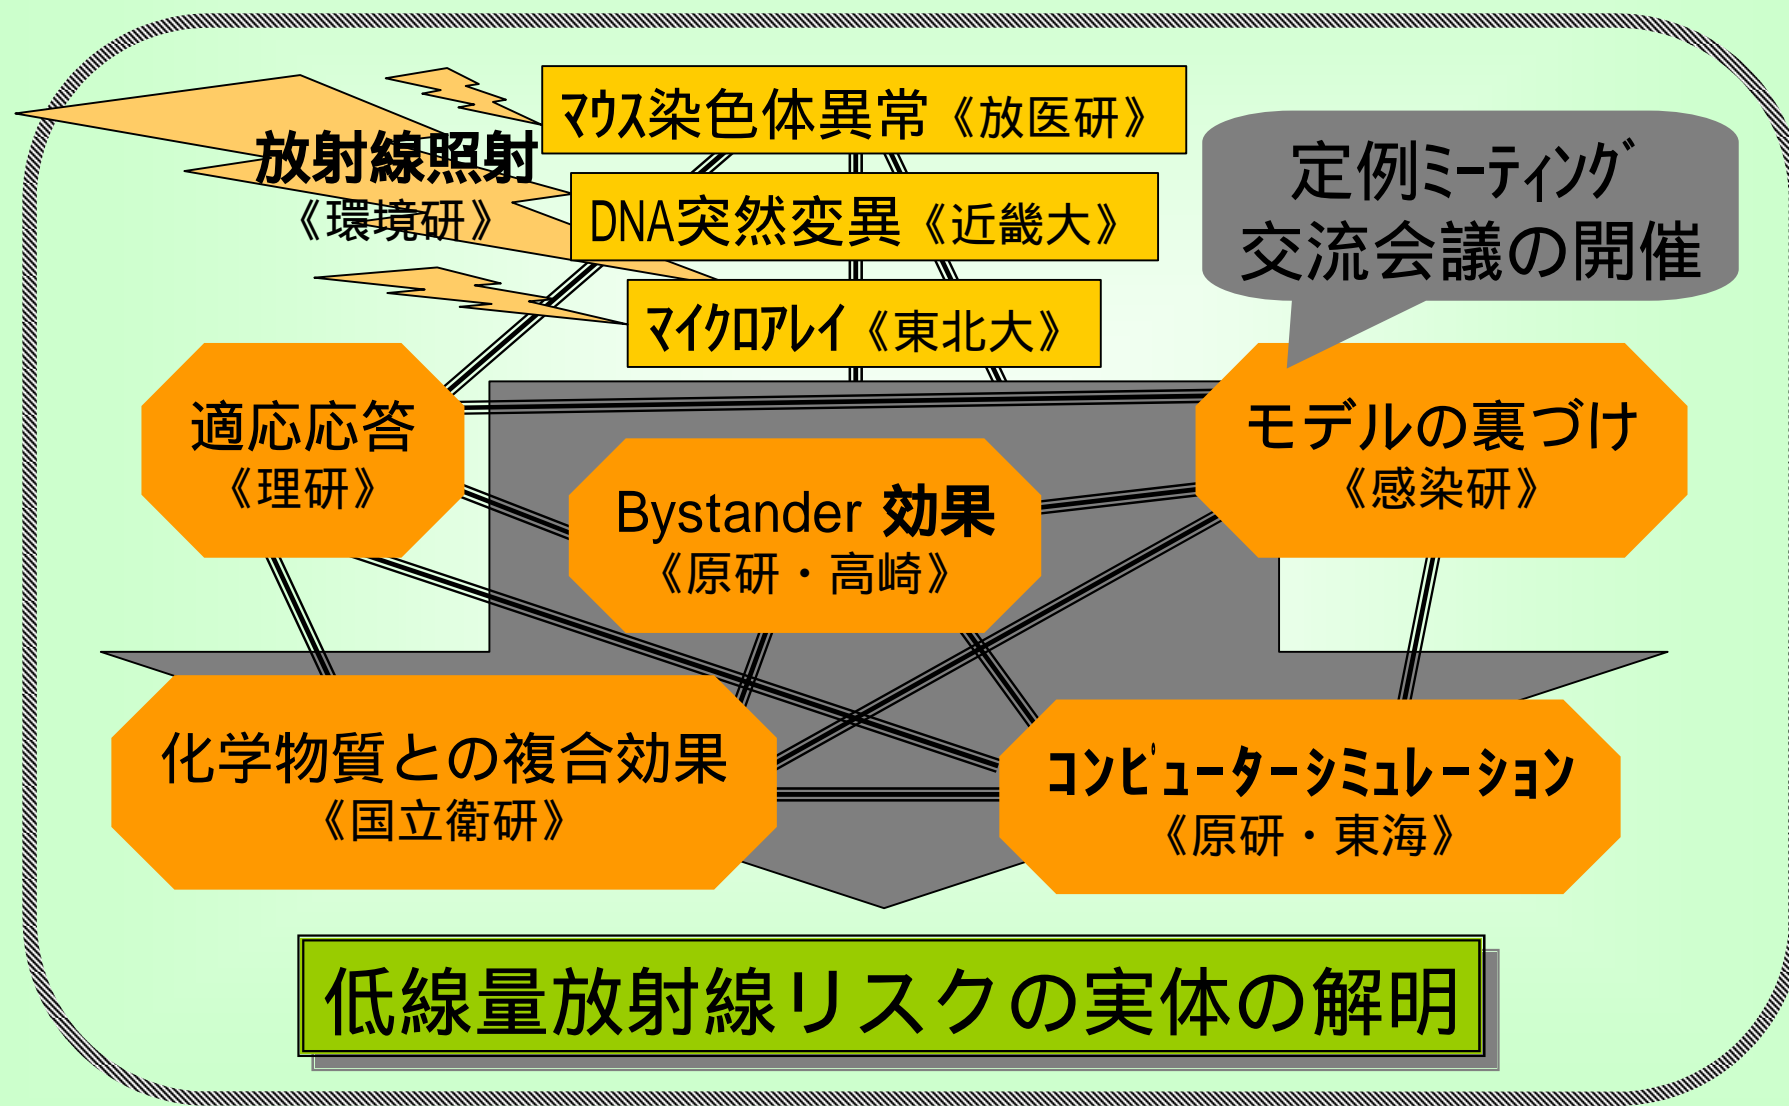 ﾏｳｽ染色体異常《放医研》
放射線照射
《環境研》
DNA突然変異《近畿大》
ﾏｲｸﾛｱﾚｲ《東北大》
定例ﾐｰﾃｨﾝｸﾞ
交流会議の開催
適応応答
《理研》
Bystander 効果
《原研・高崎》
モデルの裏づけ
《感染研》
化学物質との複合効果
《国立衛研》
ｺﾝﾋﾟｭｰﾀｰｼﾐｭﾚｰｼｮﾝ
《原研・東海》
低線量放射線リスクの実体の解明